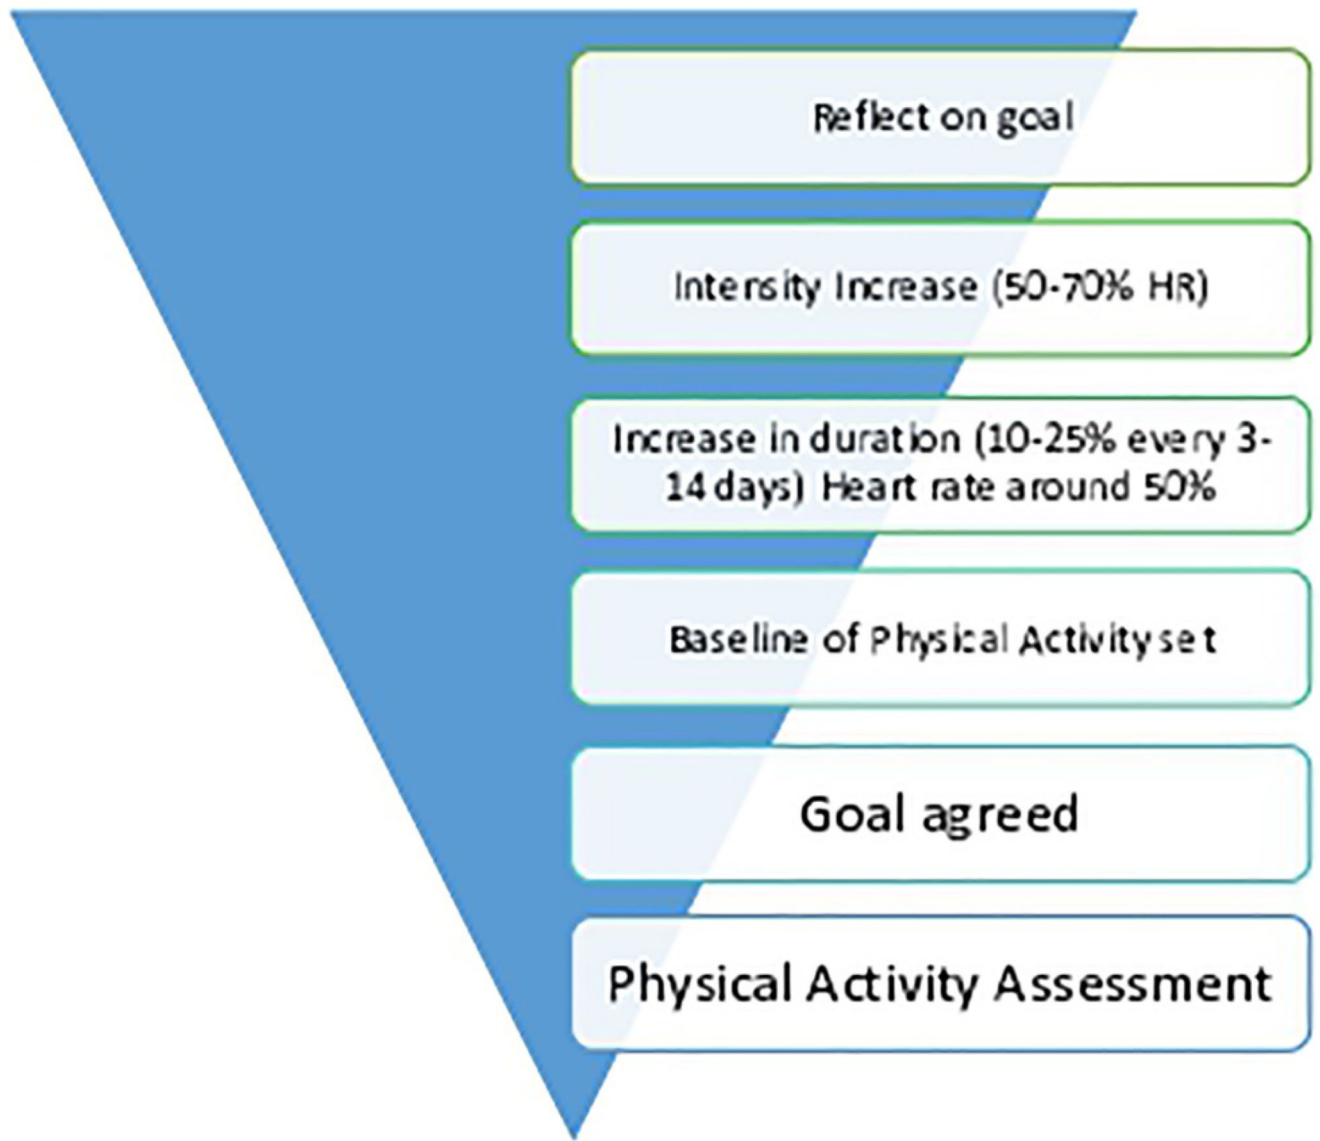 Reflect on goal
Intensity Increase (50-70% HR)
Increase in duration (10-25% every 3-
14 days) Heart rate around 50%
Baseline of Physical Activity set
Goal agreed
Physical Activity Assessment